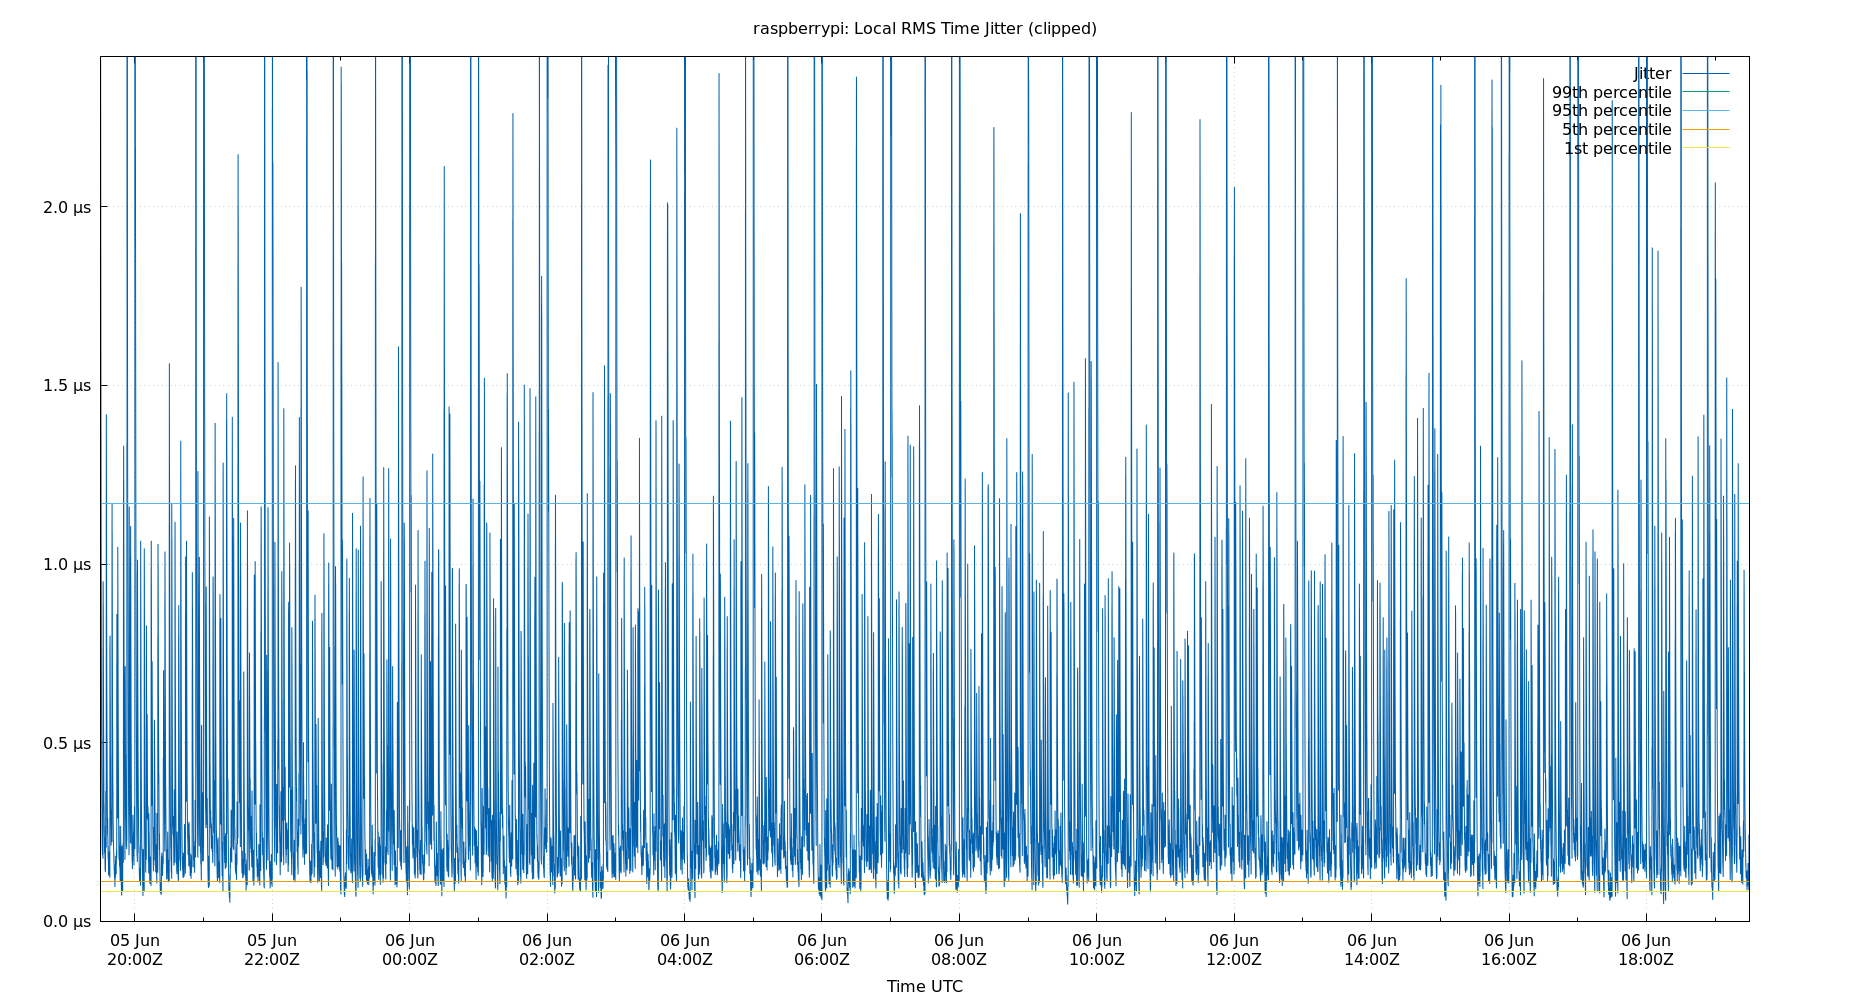 raspberrypi: Local RMS Time Jitter (clipped)
Jitter
99th percentile
95th percentile
5th percentile
1st percentile
2.0 µs
1.5 µs
1.0 µs
0.5 µs
0.0 µs
05 Jun 05 Jun 06 Jun 06 Jun 06 Jun 06 Jun 06 Jun 06 Jun 06 Jun 06 Jun 06 Jun 06 Jun
20:00Z 22:00Z 00:00Z 02:00Z 04:00Z 06:00Z 08:00Z 10:00Z 12:00Z 14:00Z 16:00Z 18:00Z
Time UTC